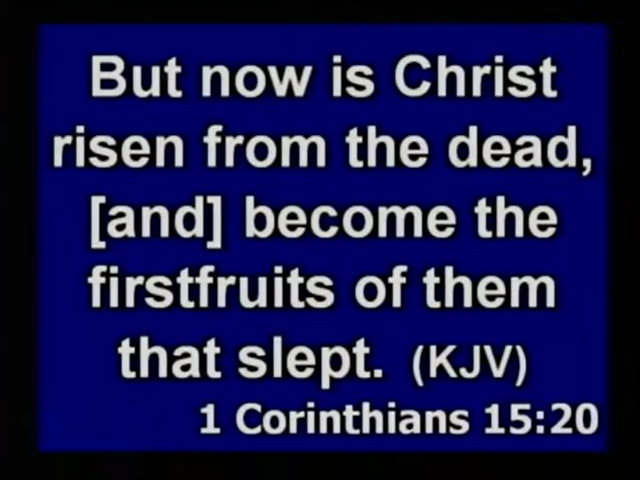 But now is Christ
risen from the dead,
[and] become the
firstfruits of them
that slept. (KJV)
1 Corinthians 15:20